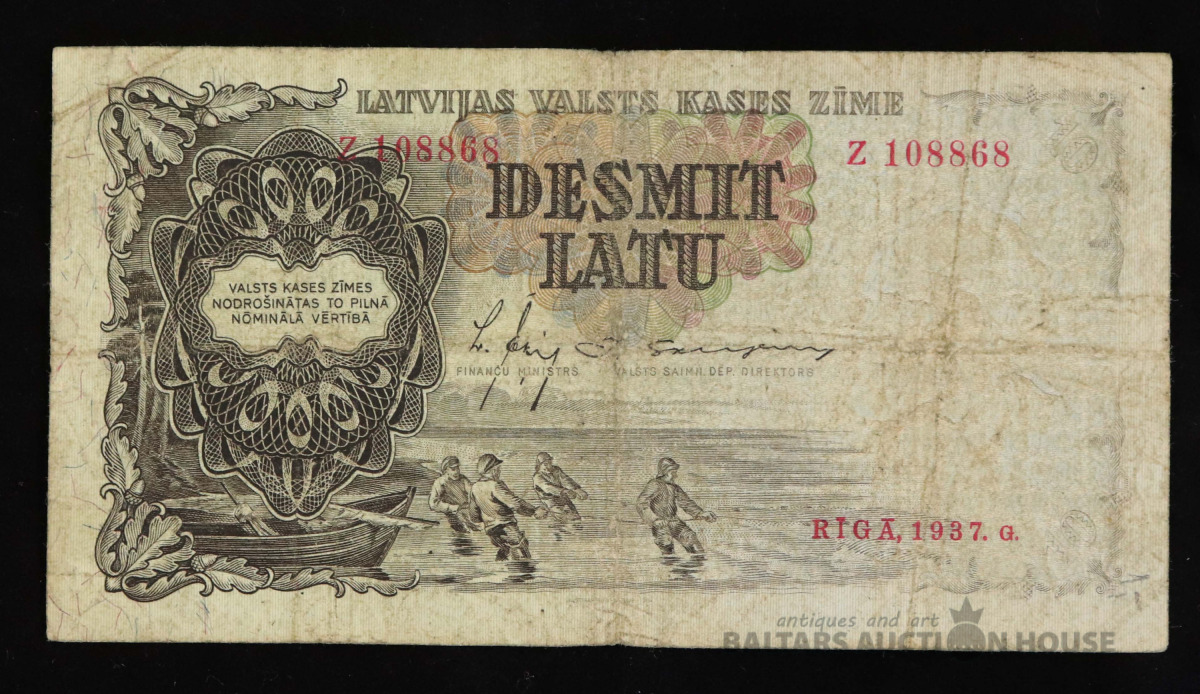 LATVIJAS VALSTS KASES ZĪME
Z 108868
Z 108868
DESMIT
LATU
VALSTS KASES ZĪMES
NODROŠINĀTAS TO PILNĀ
NŌMINĀLĀ VĒRTĪBĀ
FINANČU MINISTRS
VALSTS SAIMN. DEP. DIREKTORS
RĪGĀ, 1937. G.
antiques and art
BALTARS AUCTION HOUSE